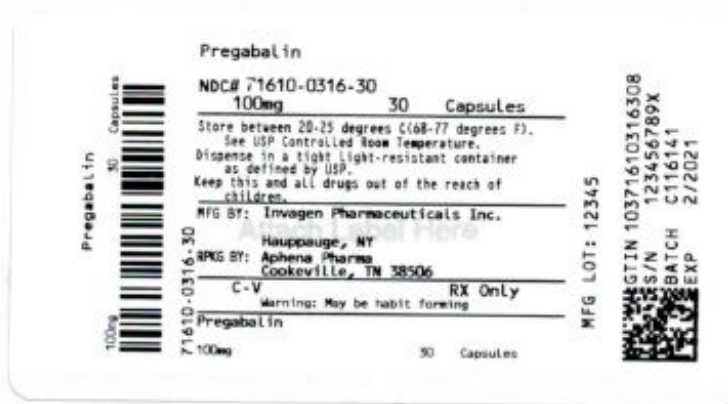 Pregabalin
NDC# 71610-0316-30
100mg 30 Capsules
Store between 20-25 degrees C(68-77 degrees F).
See USP Controlled Room Temperature.
Dispense in a tight light-resistant container
as defined by USP.
Keep this and all drugs out of the reach of
children.
MFG BY: Invagen Pharmaceuticals Inc.
Attach Label Here
Hauppauge, NY
RPKG BY: Aphena Pharma
Cookeville, TN 38506
C-V RX Only
Warning: May be habit forming
Pregabalin
100mg 30 Capsules
Pregabalin
100mg 30 Capsules
71610-0316-30
MFG LOT: 12345
GTIN 10371610316308
S/N 123456789X
BATCH C116141
EXP 2/2021